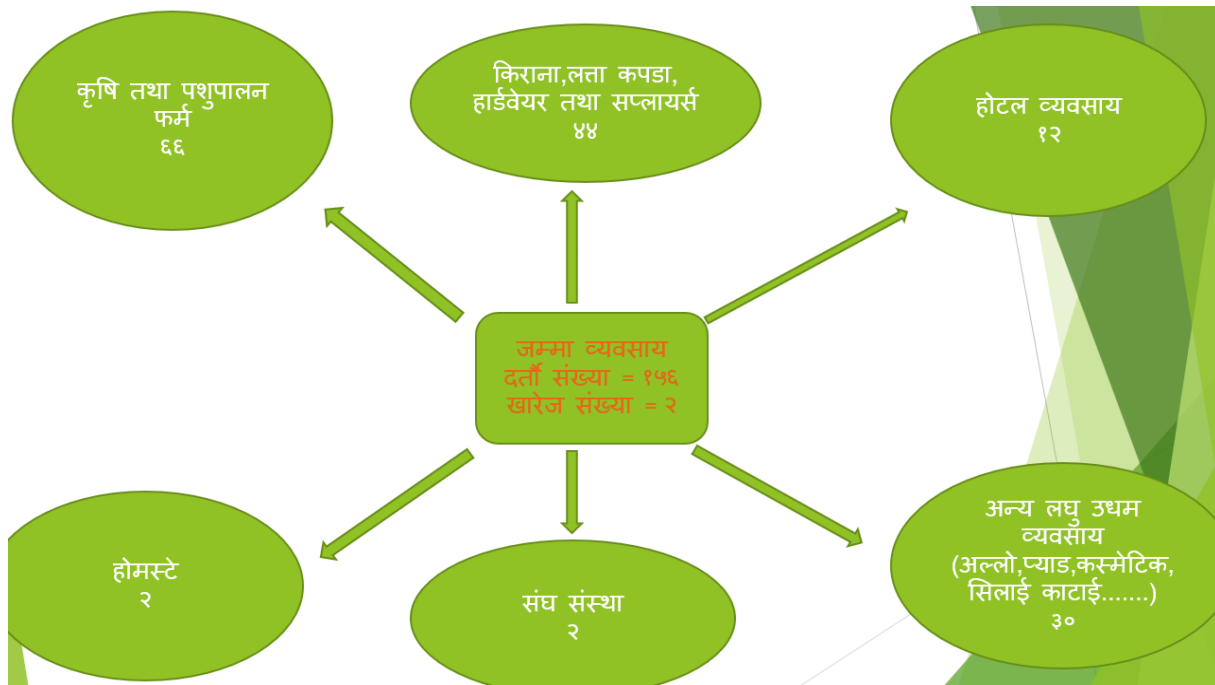 कृषि तथा पशुपालन
फर्म
६६
किराना,लत्ता कपडा,
हार्डवेयर तथा सप्लायर्स
४४
होटल व्यवसाय
१२
जम्मा व्यवसाय
दर्ता संख्या = १५६
खारेज संख्या = २
होमस्टे
२
संघ संस्था
२
अन्य लघु उधम
व्यवसाय
(अल्लो,प्याड,कस्मेटिक,
सिलाई काटाई.......)
३०